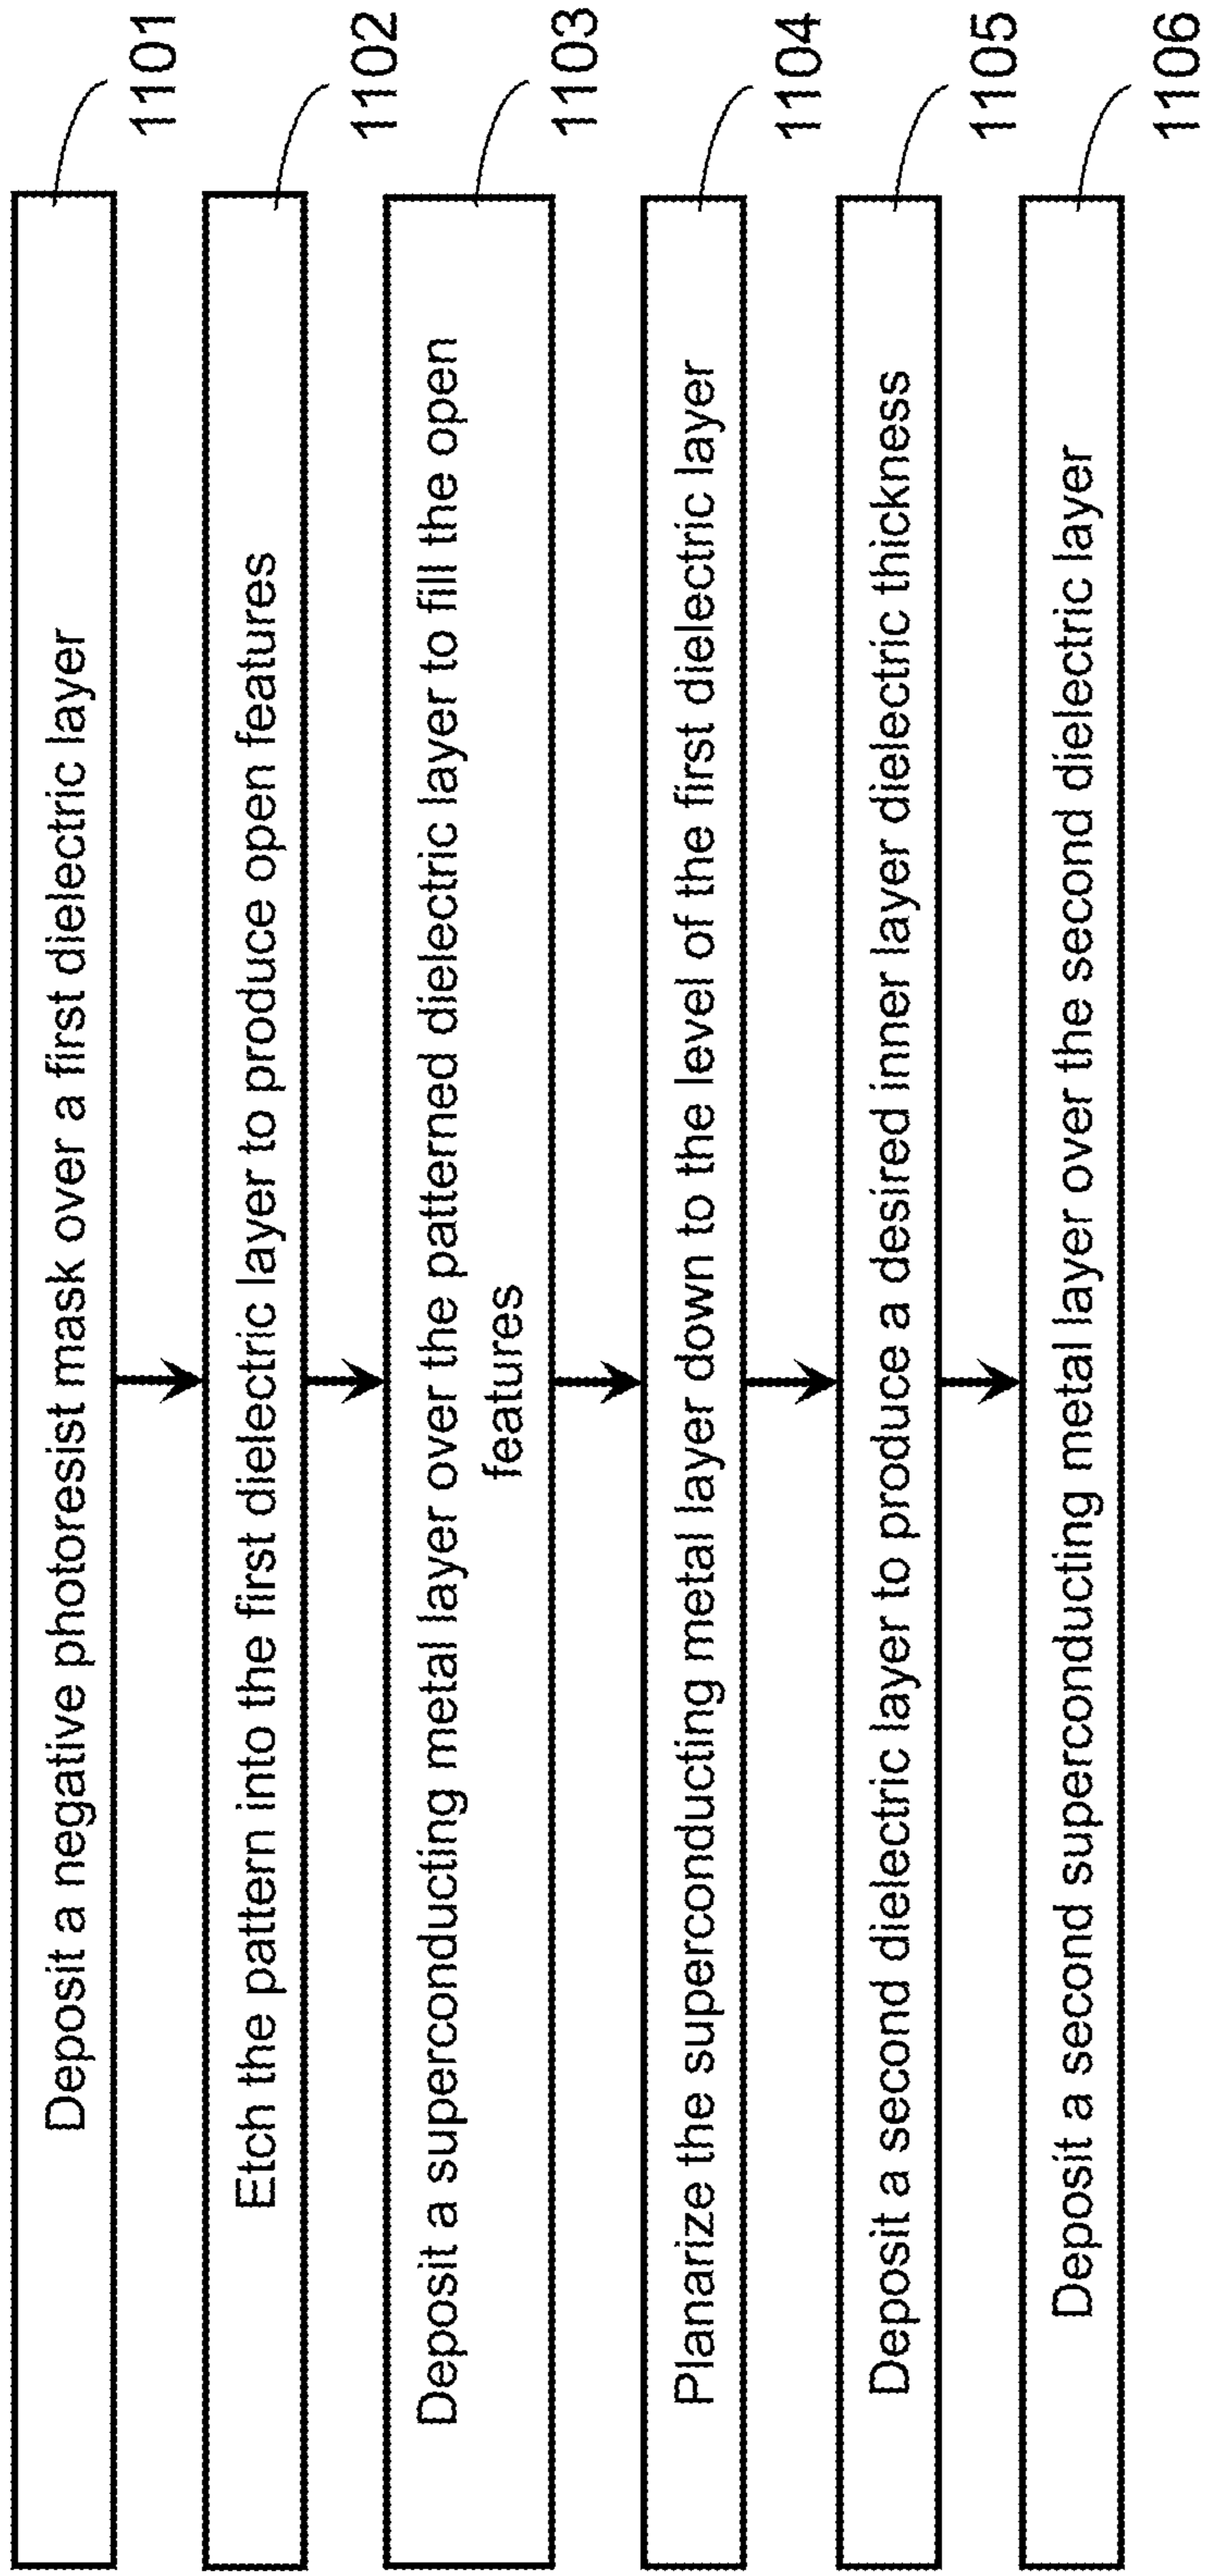 Deposit a negative photoresist mask over a first dielectric layer
1101
Etch the pattern into the first dielectric layer to produce open features
1102
Deposit a superconducting metal layer over the patterned dielectric layer to fill the open
features
1103
Planarize the superconducting metal layer down to the level of the first dielectric layer
1104
Deposit a second dielectric layer to produce a desired inner layer dielectric thickness
1105
Deposit a second superconducting metal layer over the second dielectric layer
1106